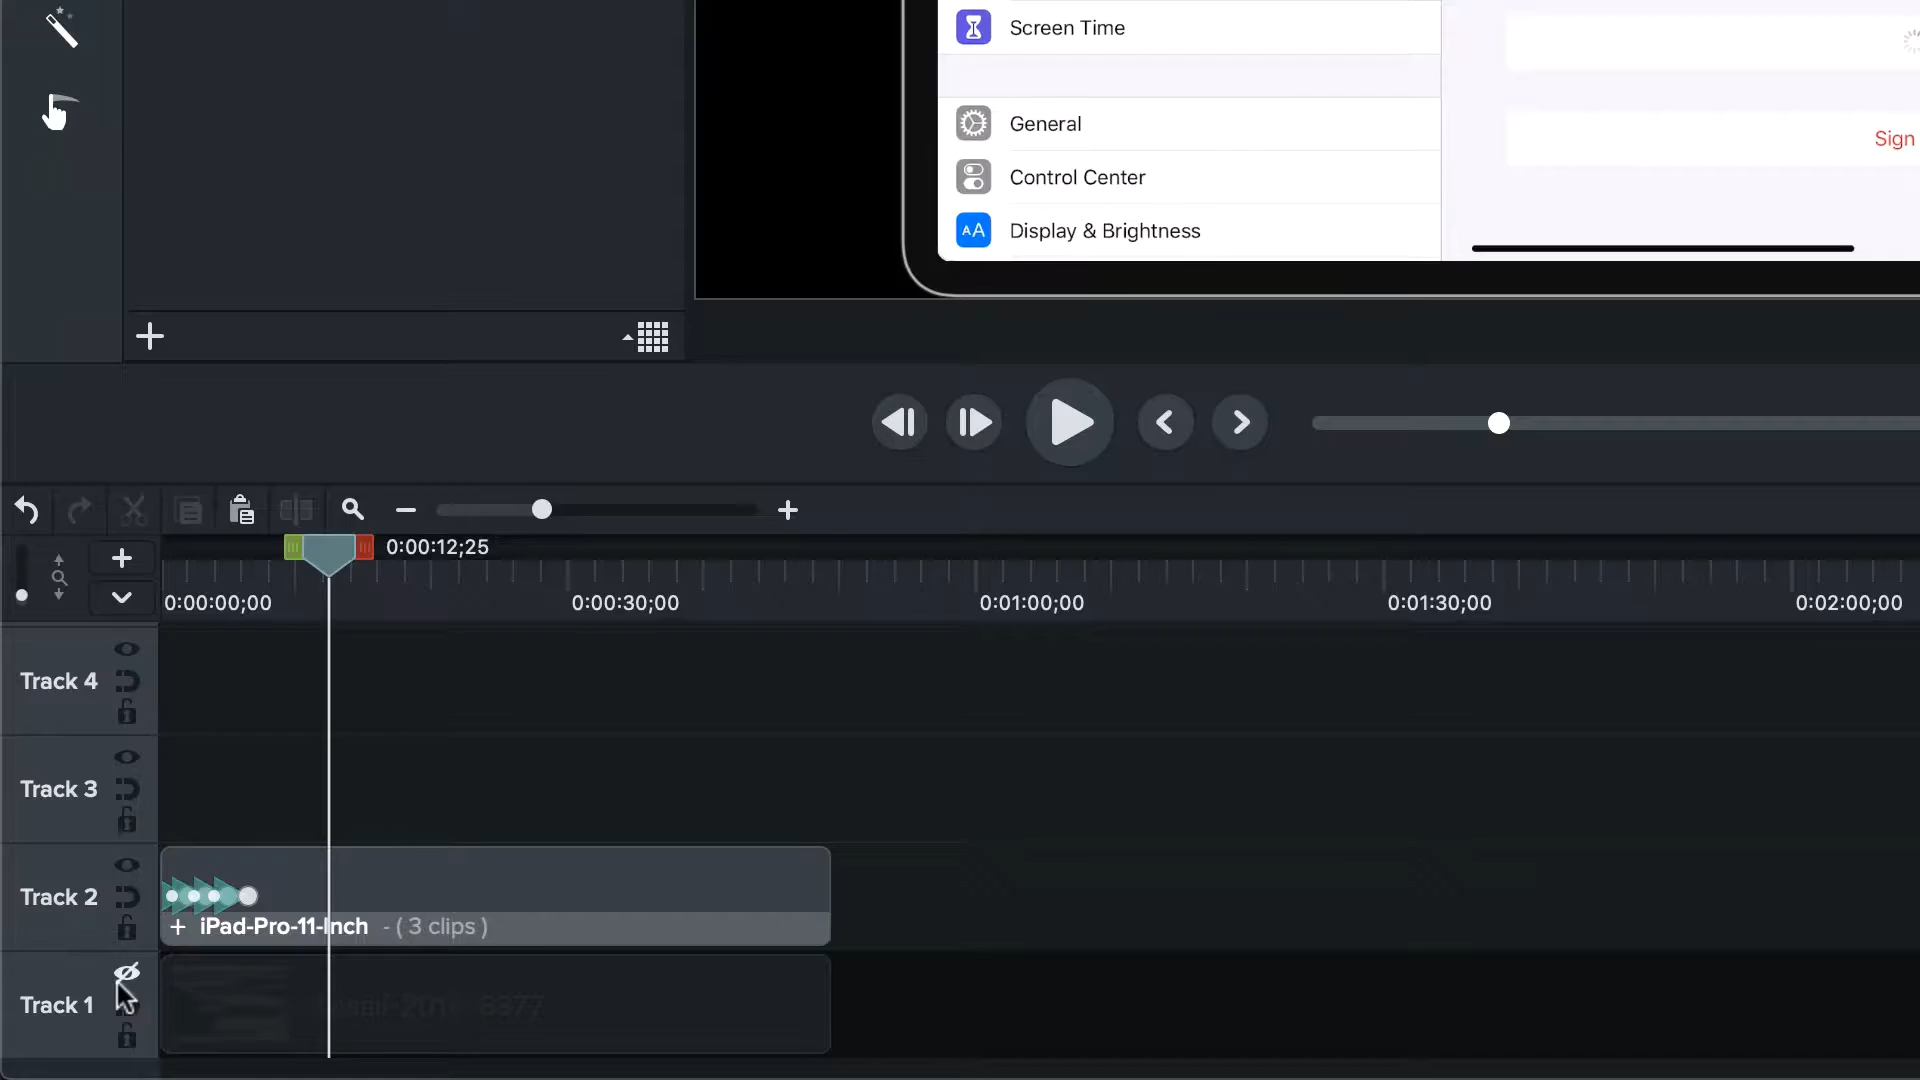 Screen Time
General
Sign
Control Center
AA
Display & Brightness
0:00:12;25
0:00:00;00
0:00:30;00
0:01:00;00
0:01:30;00
0:02:00;00
Track 4
Track 3
Track 2
+ iPad-Pro-11-Inch - ( 3 clips )
Track 1